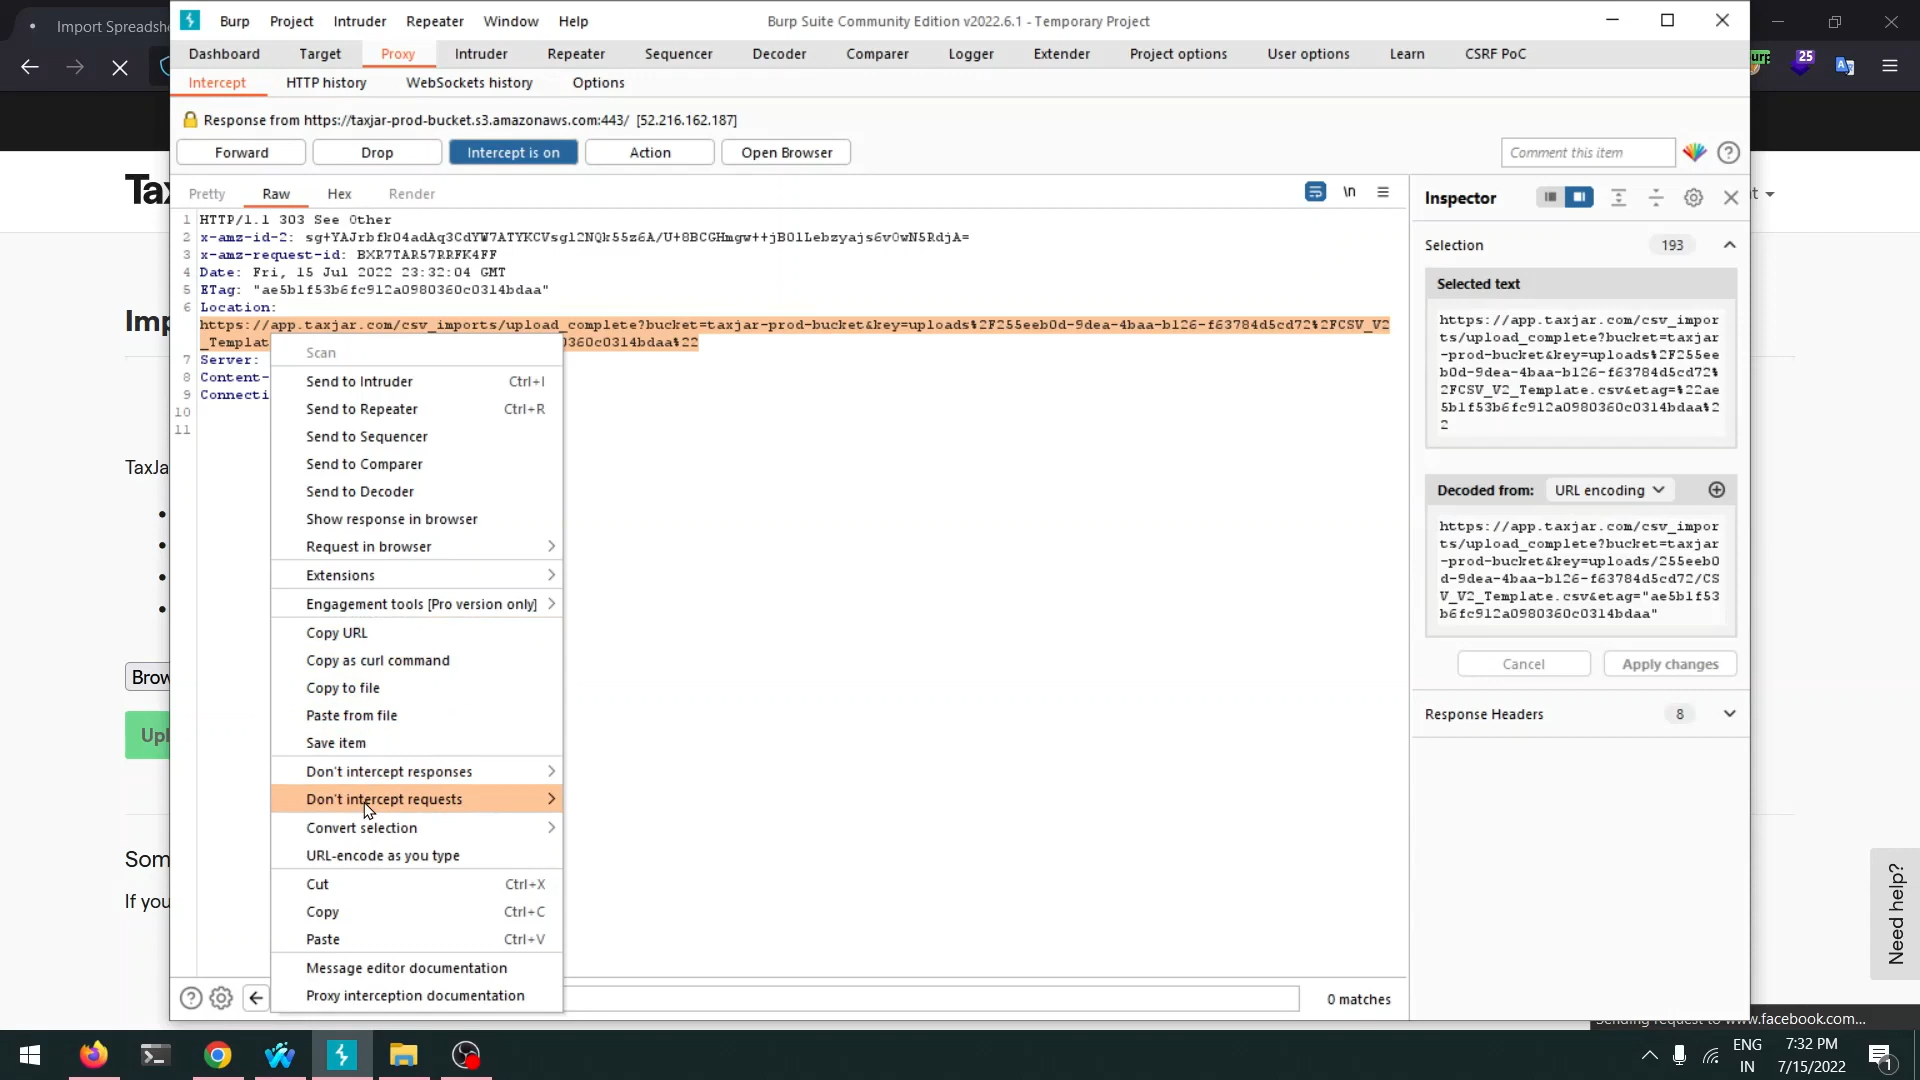 Import Spreadsh
Burp Project Intruder Repeater Window Help
Burp Suite Community Edition v2022.6.1 - Temporary Project
Dashboard Target Proxy Intruder Repeater Sequencer Decoder Comparer Logger Extender Project options User options Learn CSRF PoC
25
Intercept HTTP history WebSockets history Options
Response from https://taxjar-prod-bucket.s3.amazonaws.com:443/ [52.216.162.187]
Forward Drop Intercept is on Action Open Browser
Comment this item
Pretty Raw Hex Render
\n
1 HTTP/1.1 303 See Other
2 x-amz-id-2: sg+YAJrbfk04adAq3CdYW7ATYKCVsgl2NQk55z6A/U+8BCGHmgw++jB01Lebzyajs6v0wN5RdjA=
3 x-amz-request-id: BXR7TAR57RRFK4FF
4 Date: Fri, 15 Jul 2022 23:32:04 GMT
5 ETag: "ae5b1f53b6fc912a0980360c0314bdaa"
6 Location:
https://app.taxjar.com/csv_imports/upload_complete?bucket=taxjar-prod-bucket&key=uploads%2F255eeb0d-9dea-4baa-b126-f63784d5cd72%2FCSV_V2
_Templat 0360c0314bdaa%22
7 Server:
8 Content-
9 Connecti
10
11
Scan
Send to Intruder Ctrl+I
Send to Repeater Ctrl+R
Send to Sequencer
Send to Comparer
Send to Decoder
Show response in browser
Request in browser
Extensions
Engagement tools [Pro version only]
Copy URL
Copy as curl command
Copy to file
Paste from file
Save item
Don't intercept responses
Don't intercept requests
Convert selection
URL-encode as you type
Cut Ctrl+X
Copy Ctrl+C
Paste Ctrl+V
Message editor documentation
Proxy interception documentation
0 matches
Inspector
Selection 193
Selected text
https://app.taxjar.com/csv_impor
ts/upload_complete?bucket=taxjar
-prod-bucket&key=uploads%2F255ee
b0d-9dea-4baa-b126-f63784d5cd72%
2FCSV_V2_Template.csv&etag=%22ae
5b1f53b6fc912a0980360c0314bdaa%2
2
Decoded from: URL encoding
https://app.taxjar.com/csv_impor
ts/upload_complete?bucket=taxjar
-prod-bucket&key=uploads/255eeb0
d-9dea-4baa-b126-f63784d5cd72/CS
V_V2_Template.csv&etag="ae5b1f53
b6fc912a0980360c0314bdaa"
Cancel Apply changes
Response Headers 8
Tax
Imp
TaxJa
Brow
Upl
Som
If you
t
Need help?
Sending request to www.facebook.com...
ENG
IN
7:32 PM
7/15/2022
1